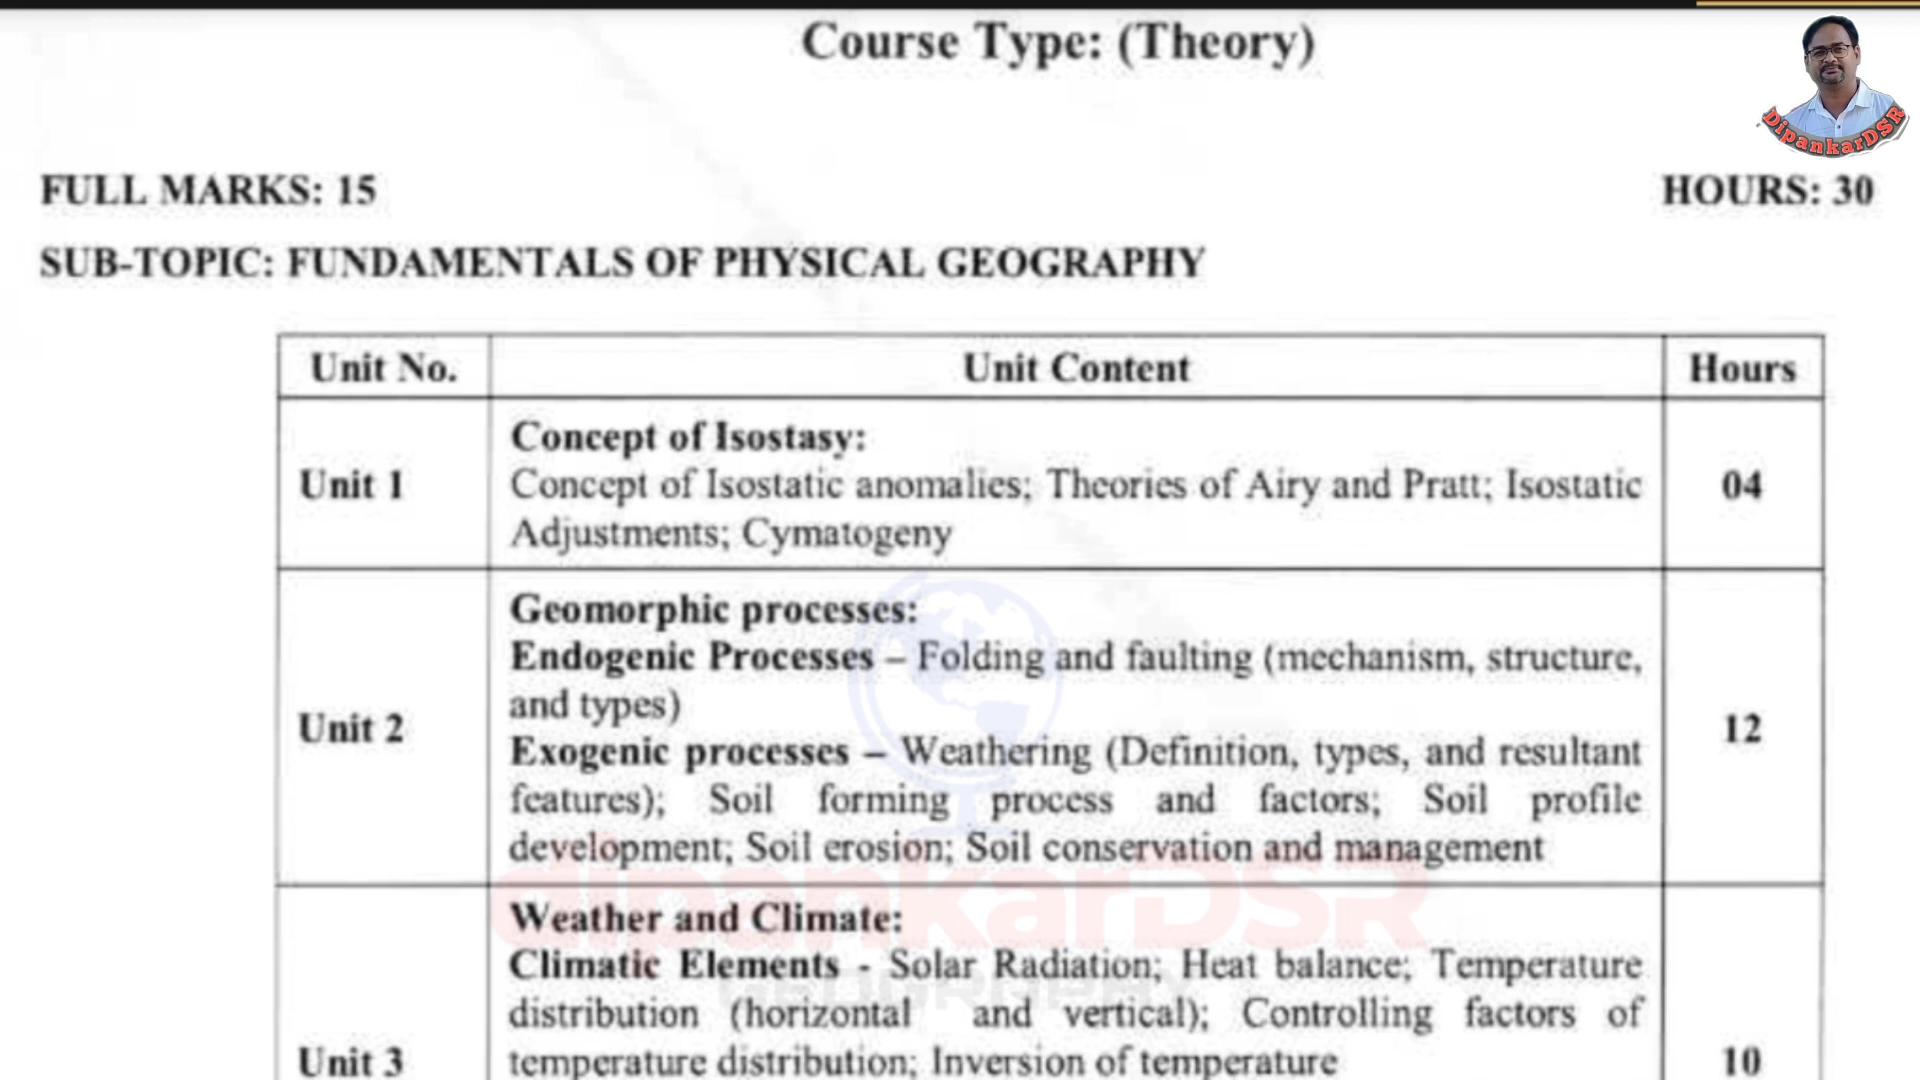 Course Type: (Theory)
DipankarDSR
FULL MARKS: 15
HOURS: 30
SUB-TOPIC: FUNDAMENTALS OF PHYSICAL GEOGRAPHY
Unit No.
Unit Content
Hours
Unit 1
Concept of Isostasy:
Concept of Isostatic anomalies; Theories of Airy and Pratt; Isostatic
Adjustments; Cymatogeny
04
Unit 2
Geomorphic processes:
Endogenic Processes – Folding and faulting (mechanism, structure,
and types)
Exogenic processes – Weathering (Definition, types, and resultant
features); Soil forming process and factors; Soil profile
development; Soil erosion; Soil conservation and management
12
Unit 3
Weather and Climate:
Climatic Elements - Solar Radiation; Heat balance; Temperature
distribution (horizontal and vertical); Controlling factors of
temperature distribution; Inversion of temperature
10
dipankarDSR
GEOGRAPHY